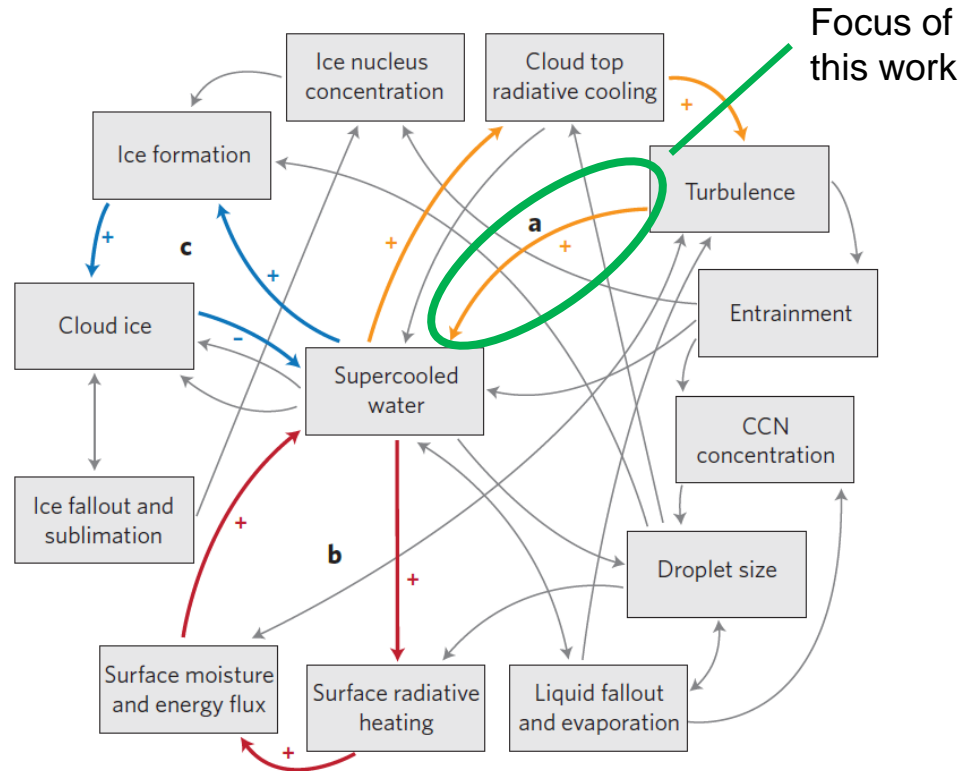 Focus of
this work
Ice nucleus
concentration
Cloud top
radiative cooling
+
Ice formation
Turbulence
+
c
+
+
a
+
Cloud ice
-
Entrainment
Supercooled
water
CCN
concentration
Ice fallout and
sublimation
+
b
+
Droplet size
Surface moisture
and energy flux
Surface radiative
heating
Liquid fallout
and evaporation
+